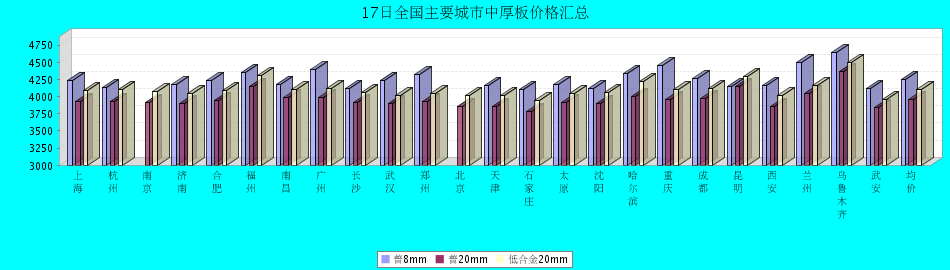 17日全国主要城市中厚板价格汇总
4750
4500
4250
4000
3750
3500
3250
3000
上海
杭州
南京
济南
合肥
福州
南昌
广州
长沙
武汉
郑州
北京
天津
石家庄
太原
沈阳
哈尔滨
重庆
成都
昆明
西安
兰州
乌鲁木齐
武安
均价
普8mm 普20mm 低合金20mm